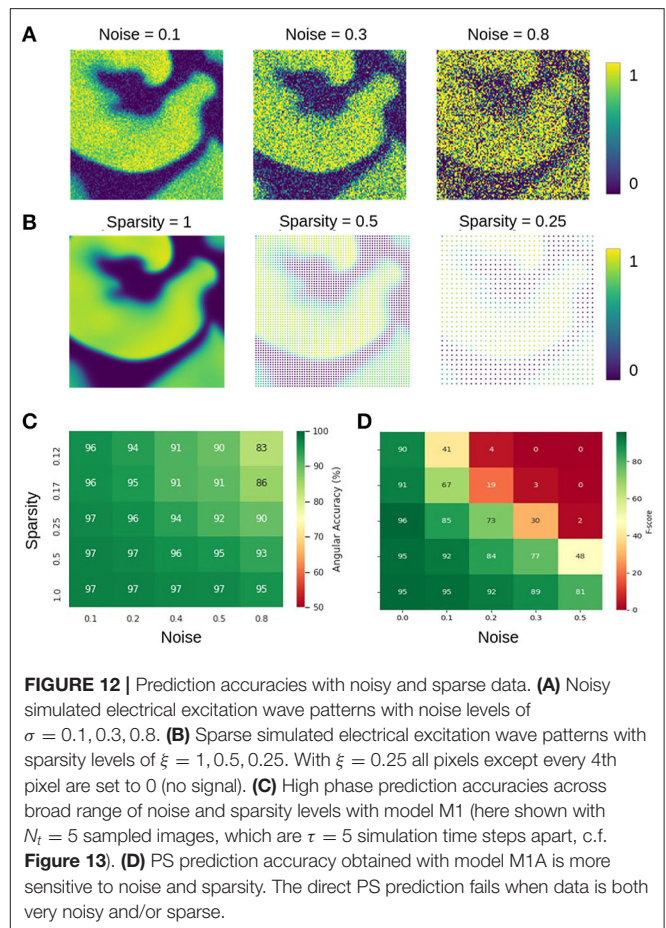 A
Noise = 0.1
Noise = 0.3
Noise = 0.8
1
0
B
Sparsity = 1
Sparsity = 0.5
Sparsity = 0.25
1
0
C
Sparsity
0.12
96 94 91 90 83
0.17
96 95 91 91 86
0.25
97 96 94 92 90
0.5
97 97 96 95 93
1.0
97 97 97 97 95
0.1 0.2 0.4 0.5 0.8
Noise
100
90
80
70
60
50
Angular Accuracy (%)
D
90 41 4 0 0
91 67 19 3 0
96 85 73 30 2
95 92 84 77 48
95 95 92 89 81
0.0 0.1 0.2 0.3 0.5
Noise
80
60
40
20
0
F-score
FIGURE 12 | Prediction accuracies with noisy and sparse data. (A) Noisy
simulated electrical excitation wave patterns with noise levels of
σ = 0.1, 0.3, 0.8. (B) Sparse simulated electrical excitation wave patterns with
sparsity levels of ξ = 1, 0.5, 0.25. With ξ = 0.25 all pixels except every 4th
pixel are set to 0 (no signal). (C) High phase prediction accuracies across
broad range of noise and sparsity levels with model M1 (here shown with
Nt = 5 sampled images, which are τ = 5 simulation time steps apart, c.f.
Figure 13). (D) PS prediction accuracy obtained with model M1A is more
sensitive to noise and sparsity. The direct PS prediction fails when data is both
very noisy and/or sparse.